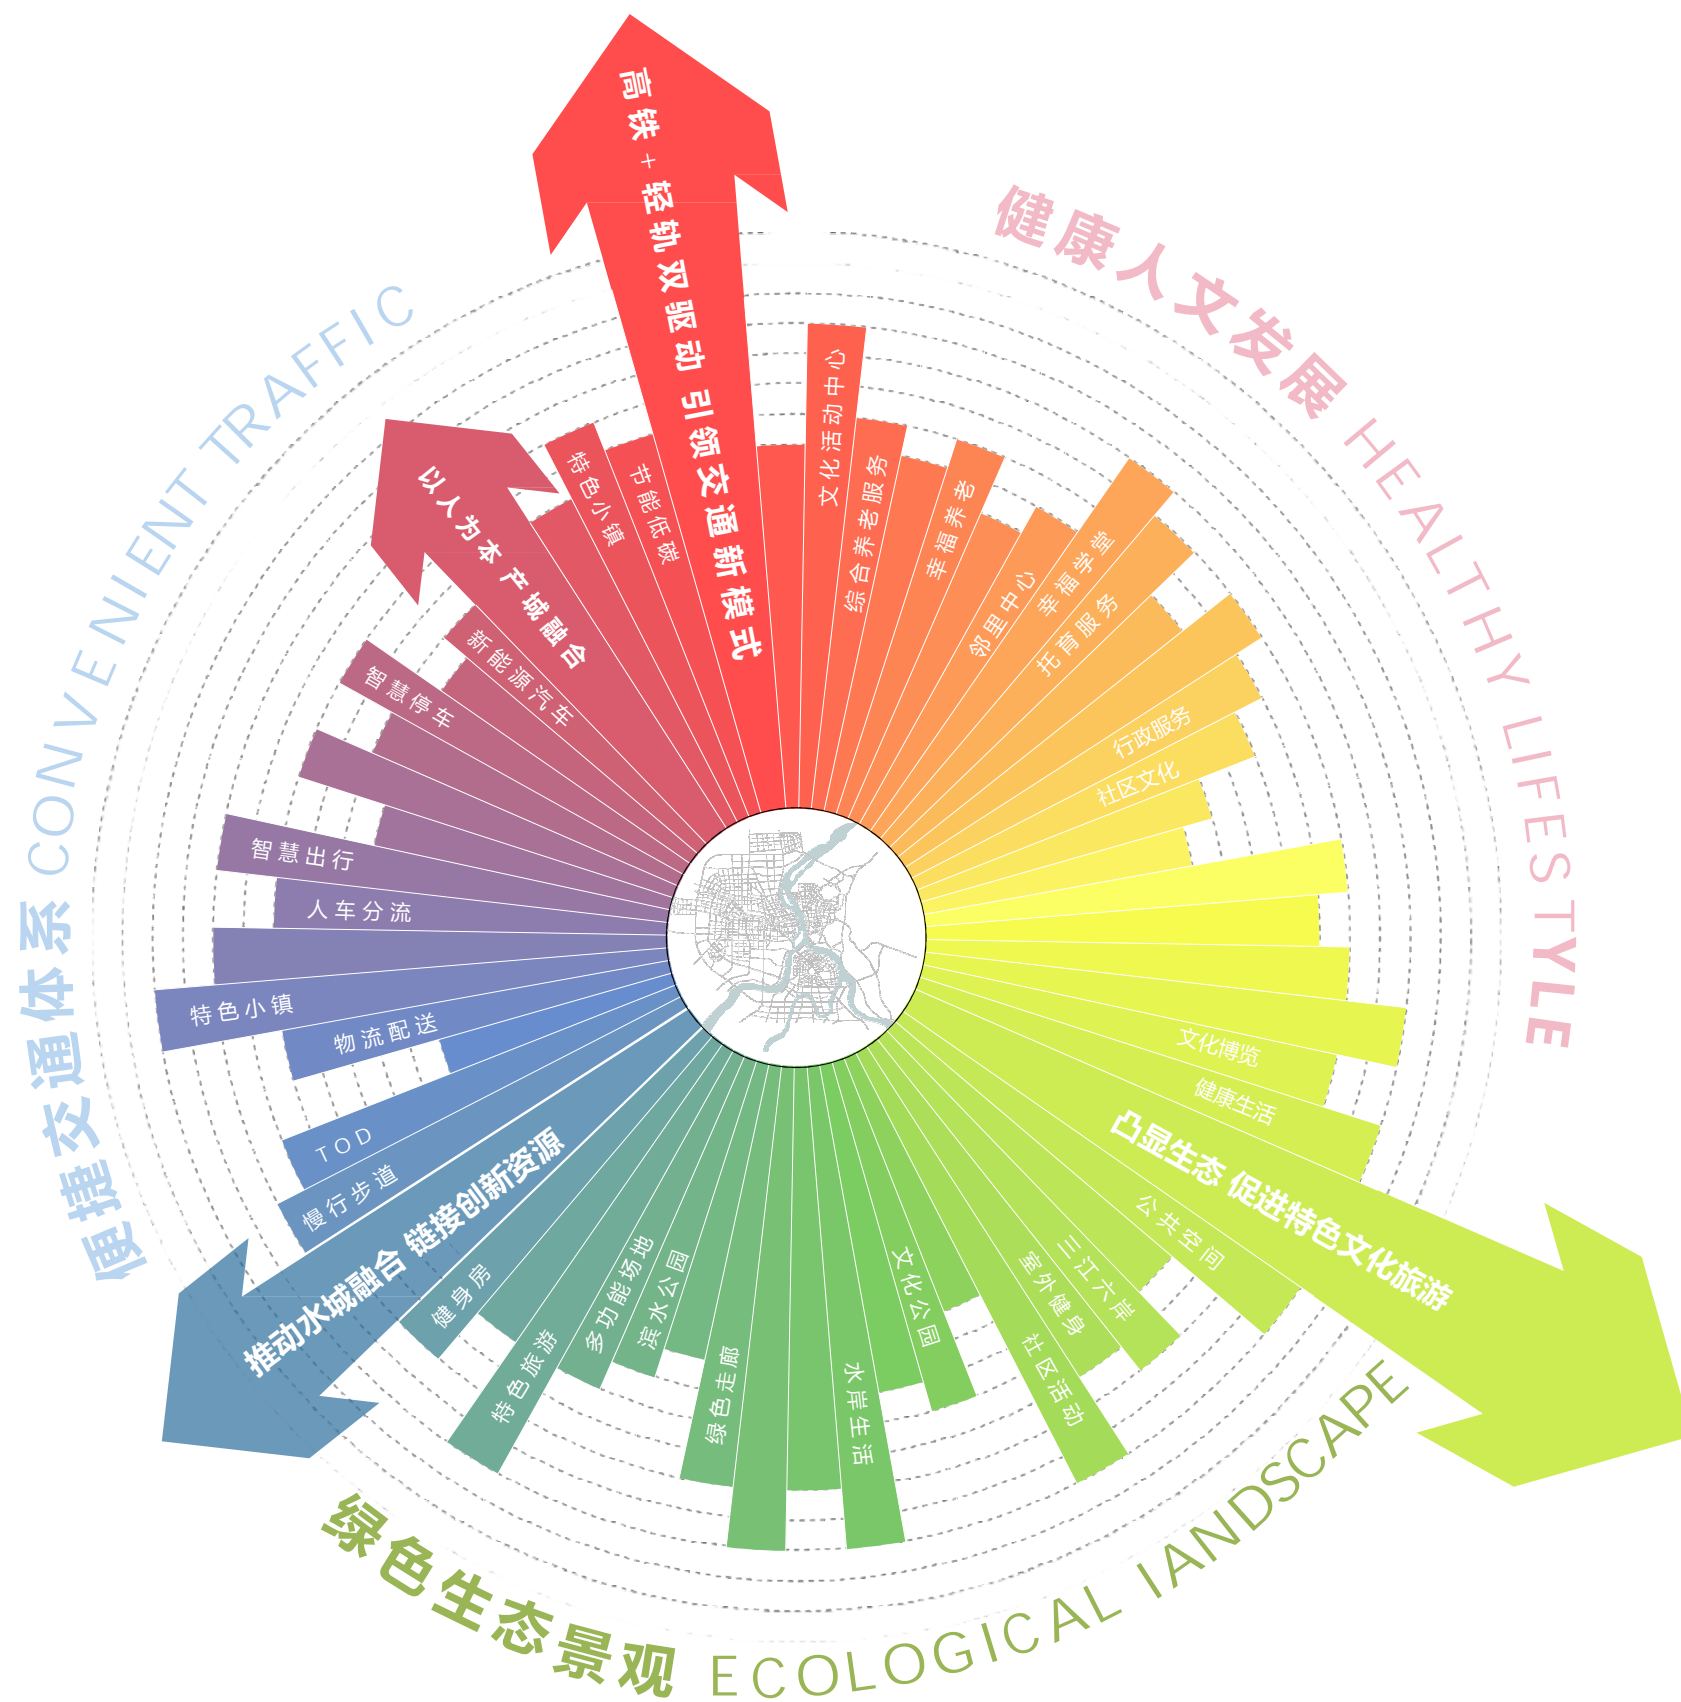 高铁+轻轨双驱动 引领交通新模式
健康人文发展 HEALTHY LIFESTYLE
文化活动中心
综合养老服务
幸福养老
邻里中心
幸福学堂
托育服务
行政服务
社区文化
文化博览
健康生活
凸显生态 促进特色文化旅游
公共空间
三江六岸
室外健身
社区活动
文化公园
水岸生活
绿色走廊
滨水公园
多功能场地
特色旅游
健身房
绿色生态景观 ECOLOGICAL lANDSCAPE
推动水城融合 链接创新资源
慢行步道
TOD
物流配送
特色小镇
人车分流
智慧出行
智慧停车
新能源汽车
以人为本 产城融合
特色小镇
节能低碳
便捷交通体系 CONVENIENT TRAFFIC